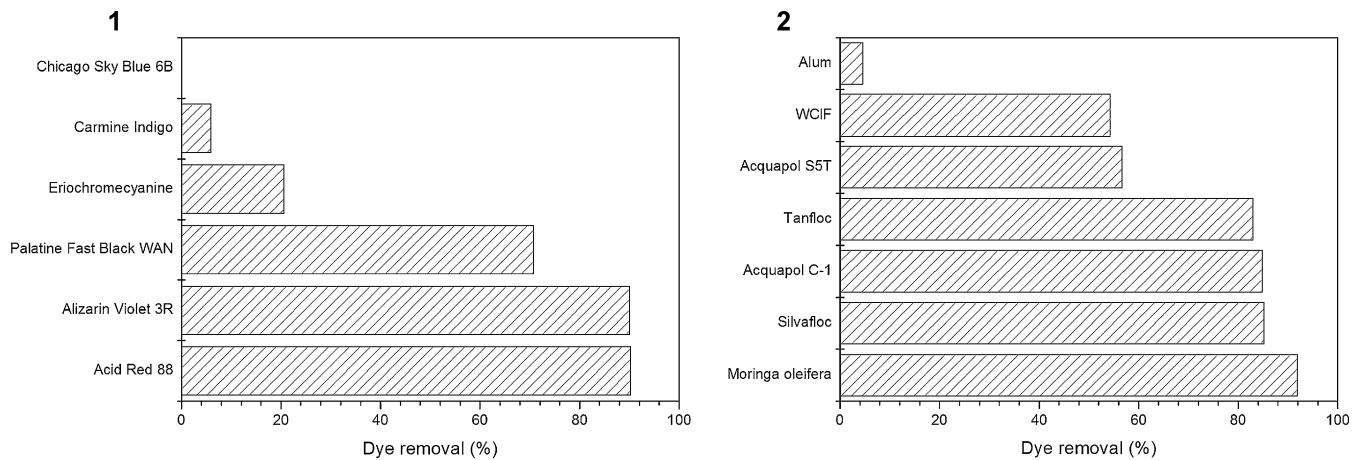 1
Chicago Sky Blue 6B
Carmine Indigo
Eriochromecyanine
Palatine Fast Black WAN
Alizarin Violet 3R
Acid Red 88
0 20 40 60 80 100
Dye removal (%)
2
Alum
WCIF
Acquapol S5T
Tanfloc
Acquapol C-1
Silvafloc
Moringa oleifera
0 20 40 60 80 100
Dye removal (%)